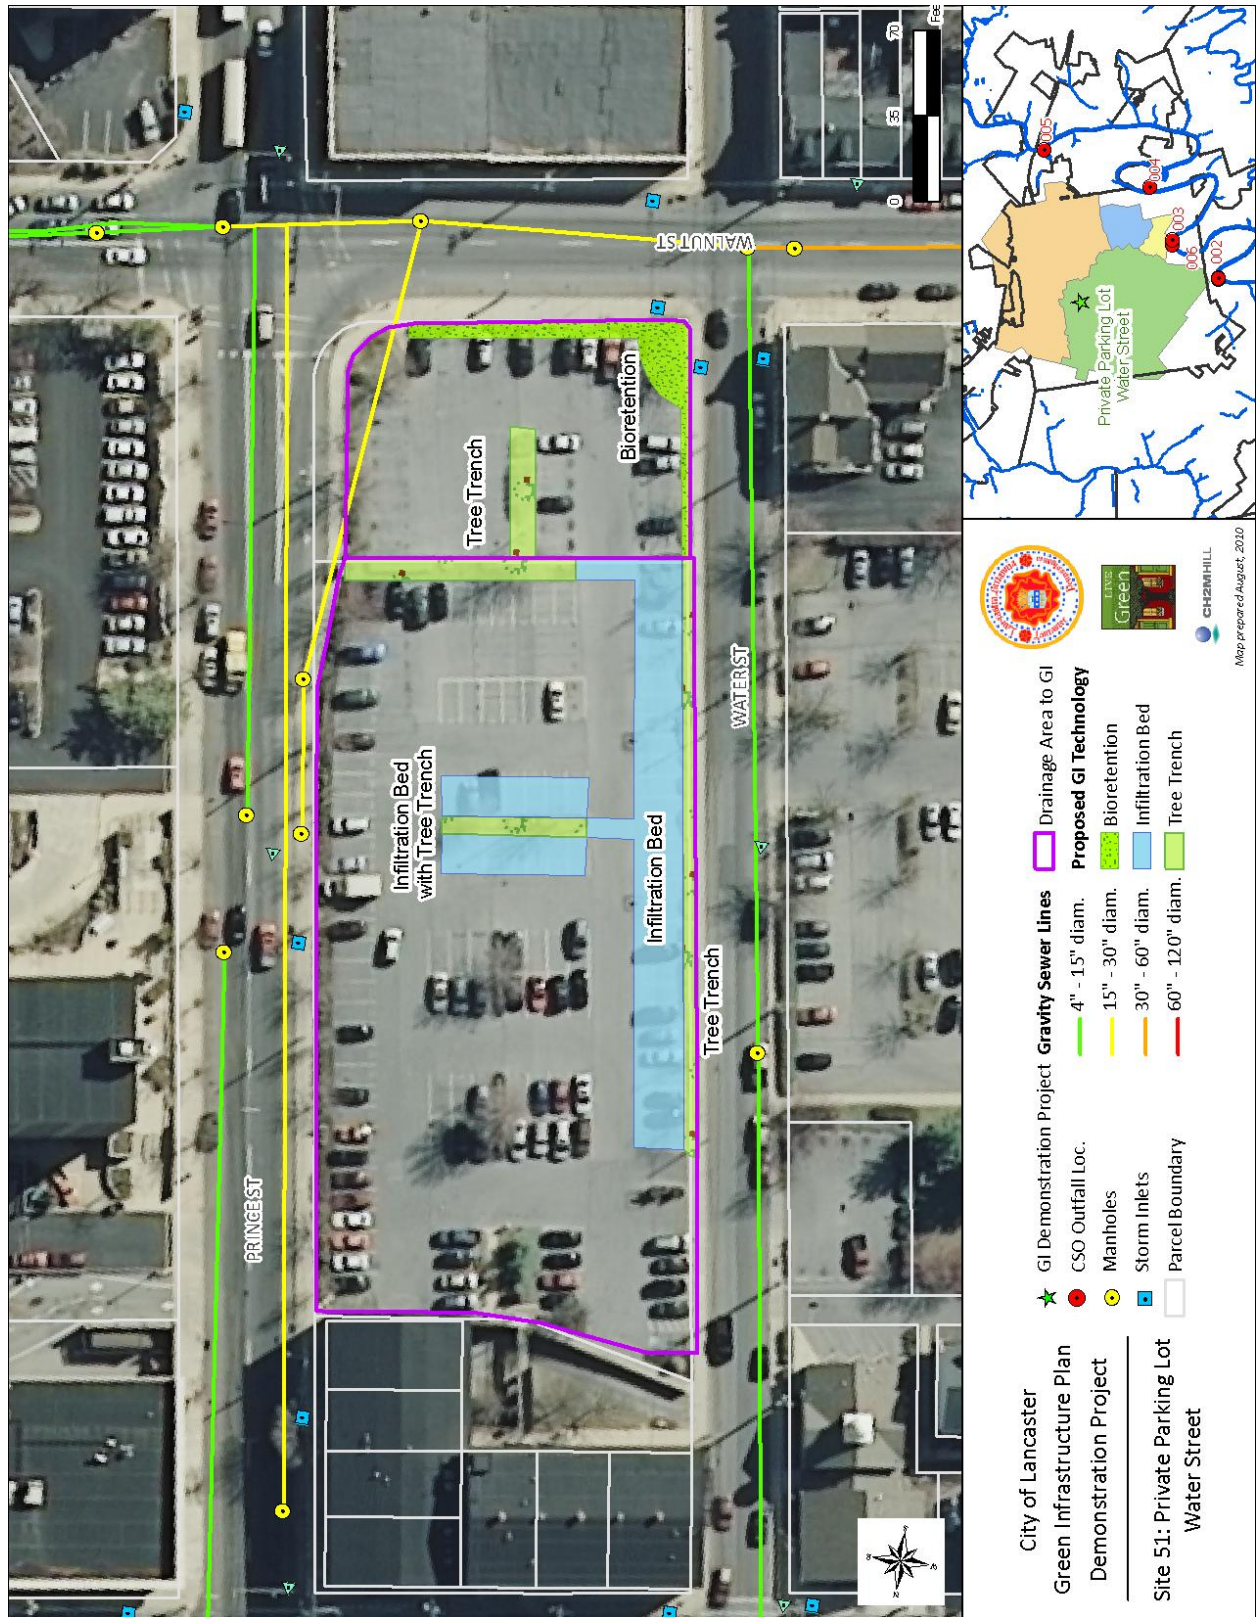 PRINCE ST
WALNUT ST
WATER ST
Tree Trench
Bioretention
Infiltration Bed
with Tree Trench
Infiltration Bed
Tree Trench
0
35
70
Fee
City of Lancaster
Green Infrastructure Plan
Demonstration Project
Site 51: Private Parking Lot
Water Street
GI Demonstration Project
CSO Outfall Loc.
Manholes
Storm Inlets
Parcel Boundary
Gravity Sewer Lines
4" - 15" diam.
15" - 30" diam.
30" - 60" diam.
60" - 120" diam.
Drainage Area to GI
Proposed GI Technology
Bioretention
Infiltration Bed
Tree Trench
LIVE
Green
CH2MHILL
Map prepared August, 2010
Private Parking Lot
Water Street
005
004
003
006
002